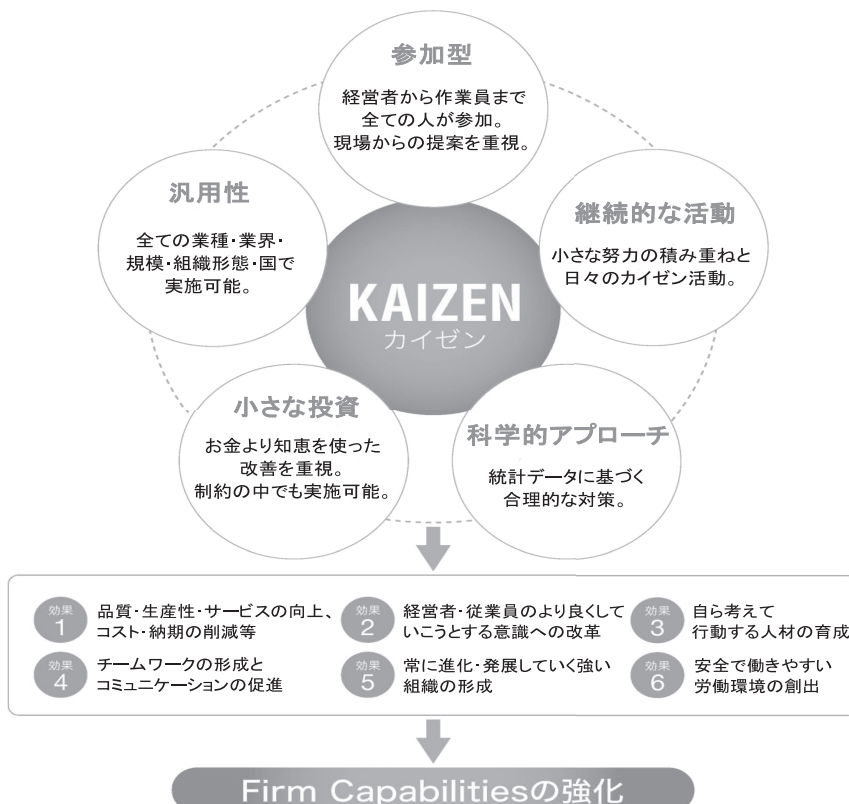 参加型
経営者から作業員まで
全ての人が参加。
現場からの提案を重視。
汎用性
全ての業種・業界・
規模・組織形態・国で
実施可能。
継続的な活動
小さな努力の積み重ねと
日々のカイゼン活動。
KAIZEN
カイゼン
小さな投資
お金より知恵を使った
改善を重視。
制約の中でも実施可能。
科学的アプローチ
統計データに基づく
合理的な対策。
効果
1
品質・生産性・サービスの向上、
コスト・納期の削減等
効果
2
経営者・従業員のより良くして
いこうとする意識への改革
効果
3
自ら考えて
行動する人材の育成
効果
4
チームワークの形成と
コミュニケーションの促進
効果
5
常に進化・発展していく強い
組織の形成
効果
6
安全で働きやすい
労働環境の創出
Firm Capabilitiesの強化